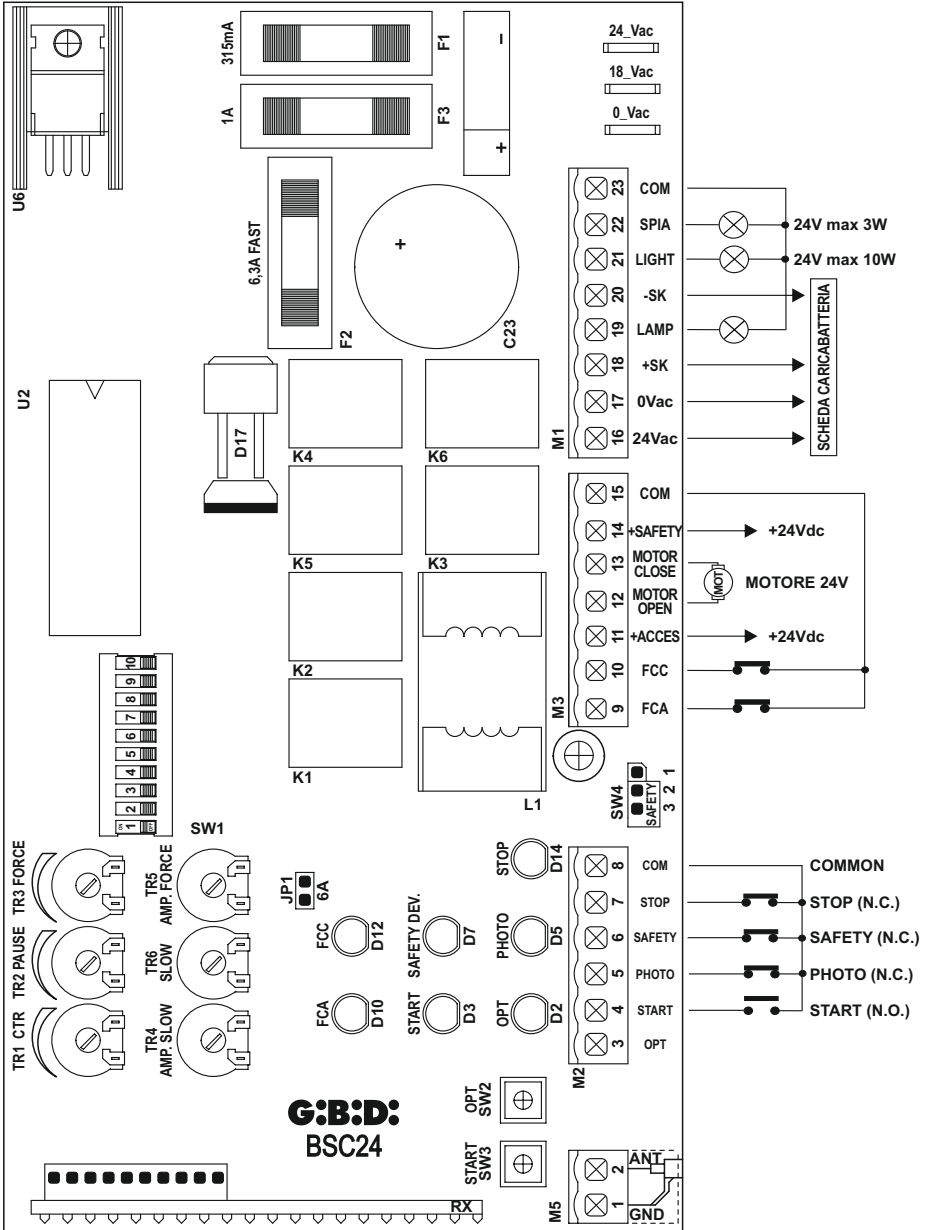 315mA
F1
1A
F3
–
+
24_Vac
18_Vac
0_Vac
U6
6,3A FAST
F2
+
C23
23 COM
22 SPIA 24V max 3W
21 LIGHT 24V max 10W
20 -SK
19 LAMP
18 +SK
17 0Vac
16 24Vac
SCHEDA CARICABATTERIA
M1
U2
D17
K4
K6
K5
K3
K2
K1
L1
15 COM
14 +SAFETY +24Vdc
13 MOTOR CLOSE
MOT MOTORE 24V
12 MOTOR OPEN
11 +ACCES +24Vdc
10 FCC
9 FCA
M3
10
9
8
7
6
5
4
3
2
1
ON
OFF
SW1
SW4
SAFETY
3 2 1
TR3 FORCE
TR5
AMP. FORCE
TR2 PAUSE
TR6
SLOW
TR1 CTR
TR4
AMP. SLOW
JP1
6A
STOP
D14
FCC
D12
SAFETY DEV.
D7
PHOTO
D5
FCA
D10
START
D3
OPT
D2
8 COM COMMON
7 STOP STOP (N.C.)
6 SAFETY SAFETY (N.C.)
5 PHOTO PHOTO (N.C.)
4 START START (N.O.)
3 OPT
M2
G:B:D:
BSC24
OPT
SW2
START
SW3
RX
M5
2 ANT
1 GND